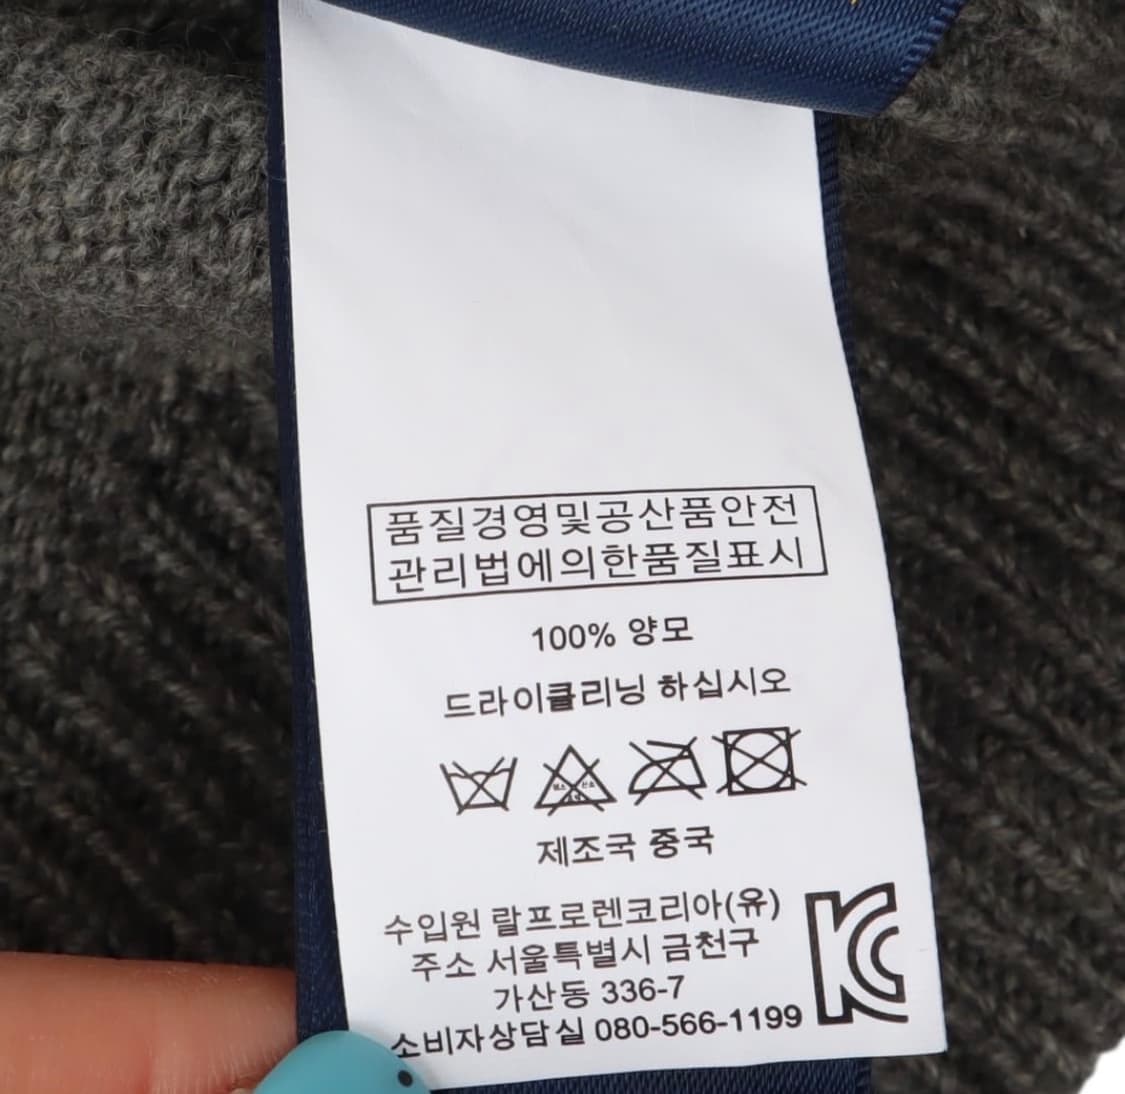 품질경영및공산품안전
관리법에의한품질표시
100% 양모
드라이클리닝 하십시오
제조국 중국
수입원 랄프로렌코리아(유)
주소 서울특별시 금천구
가산동 336-7
소비자상담실 080-566-1199
KC